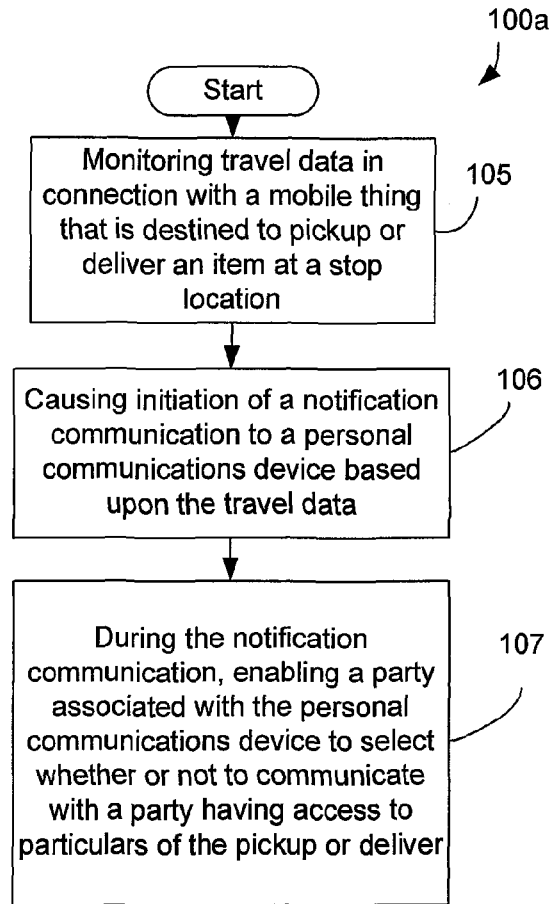 100a
Start
Monitoring travel data in
connection with a mobile thing
that is destined to pickup or
deliver an item at a stop
location
105
Causing initiation of a notification
communication to a personal
communications device based
upon the travel data
106
During the notification
communication, enabling a party
associated with the personal
communications device to select
whether or not to communicate
with a party having access to
particulars of the pickup or deliver
107